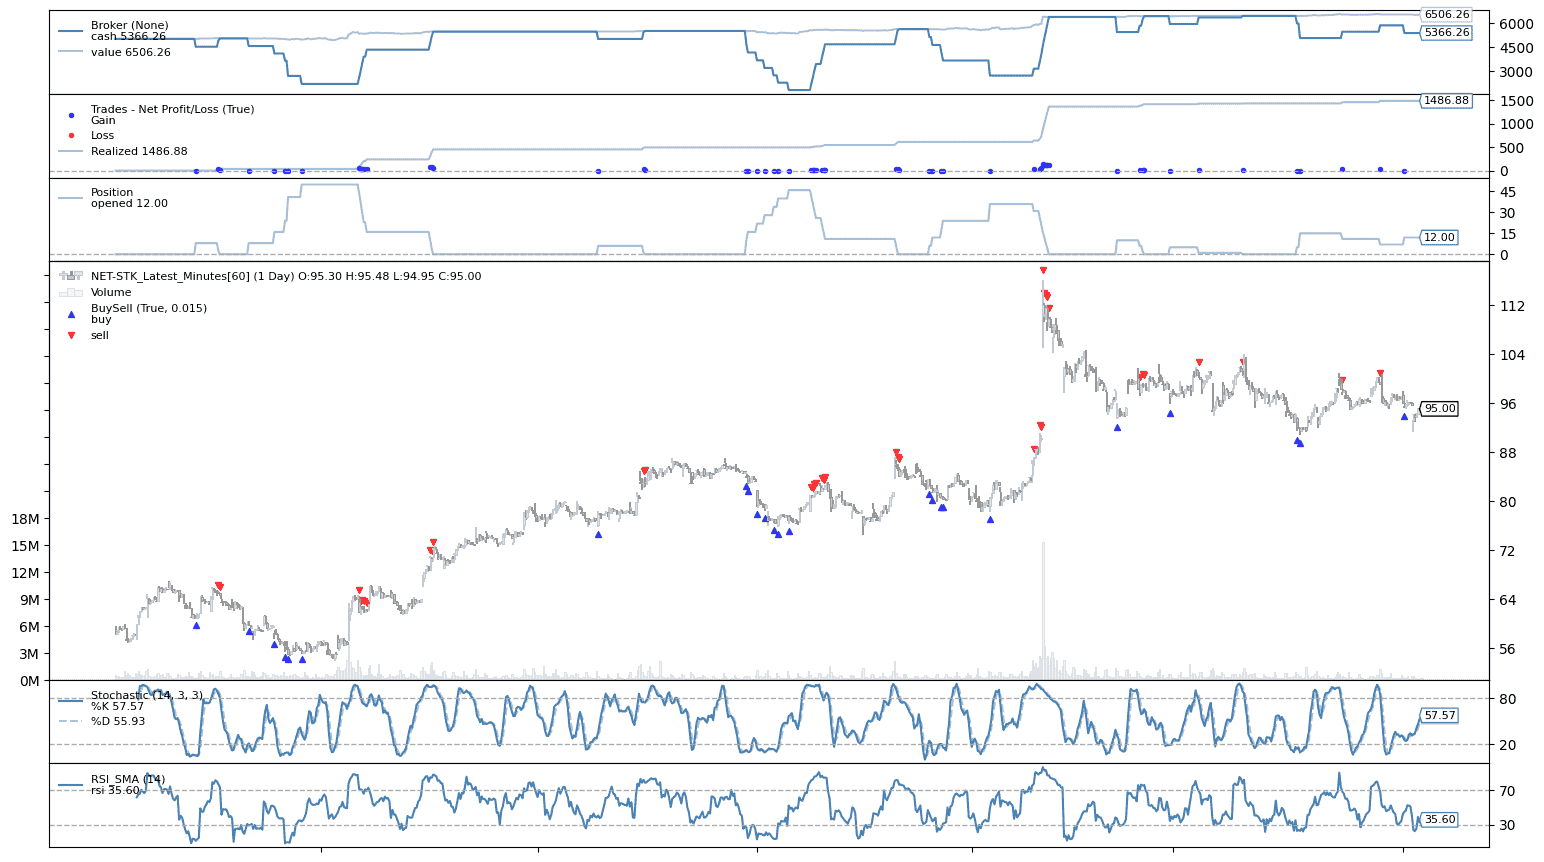 Broker (None)
cash 5366.26
value 6506.26
6506.26
6000
5366.26
4500
3000
Trades - Net Profit/Loss (True)
Gain
Loss
Realized 1486.88
1500
1486.88
1000
500
0
Position
opened 12.00
45
30
15
12.00
0
NET-STK_Latest_Minutes[60] (1 Day) O:95.30 H:95.48 L:94.95 C:95.00
Volume
BuySell (True, 0.015)
buy
sell
112
104
96
95.00
88
80
72
64
56
18M
15M
12M
9M
6M
3M
0M
Stochastic (14, 3, 3)
%K 57.57
%D 55.93
80
57.57
20
RSI_SMA (14)
rsi 35.60
70
35.60
30